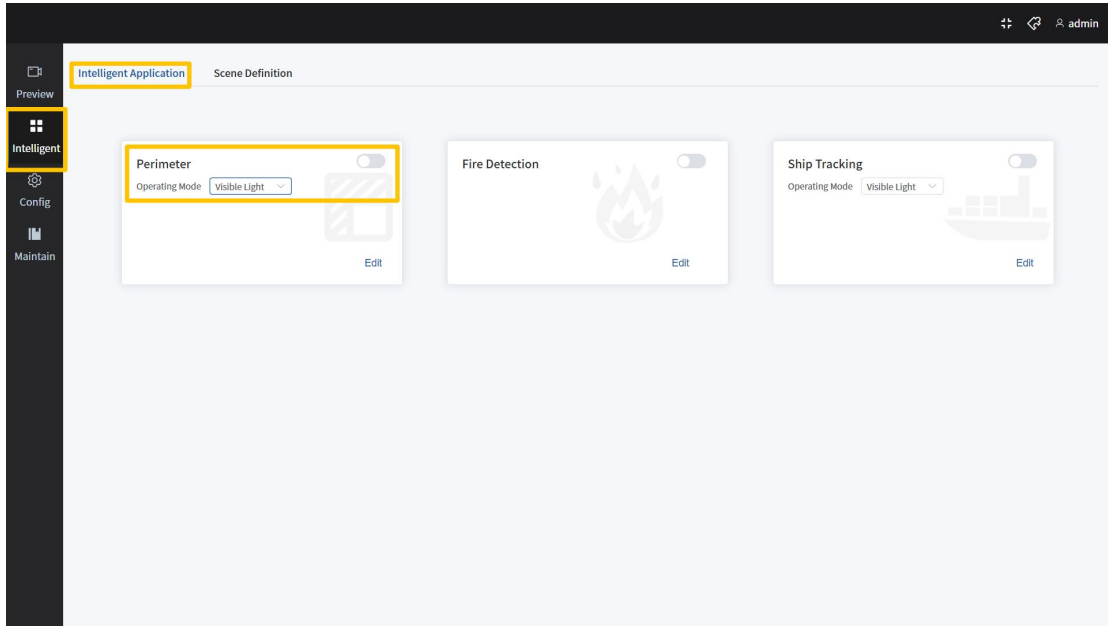 admin
Preview
Intelligent
Config
Maintain
Intelligent Application Scene Definition
Perimeter
Operating Mode Visible Light
Edit
Fire Detection
Edit
Ship Tracking
Operating Mode Visible Light
Edit